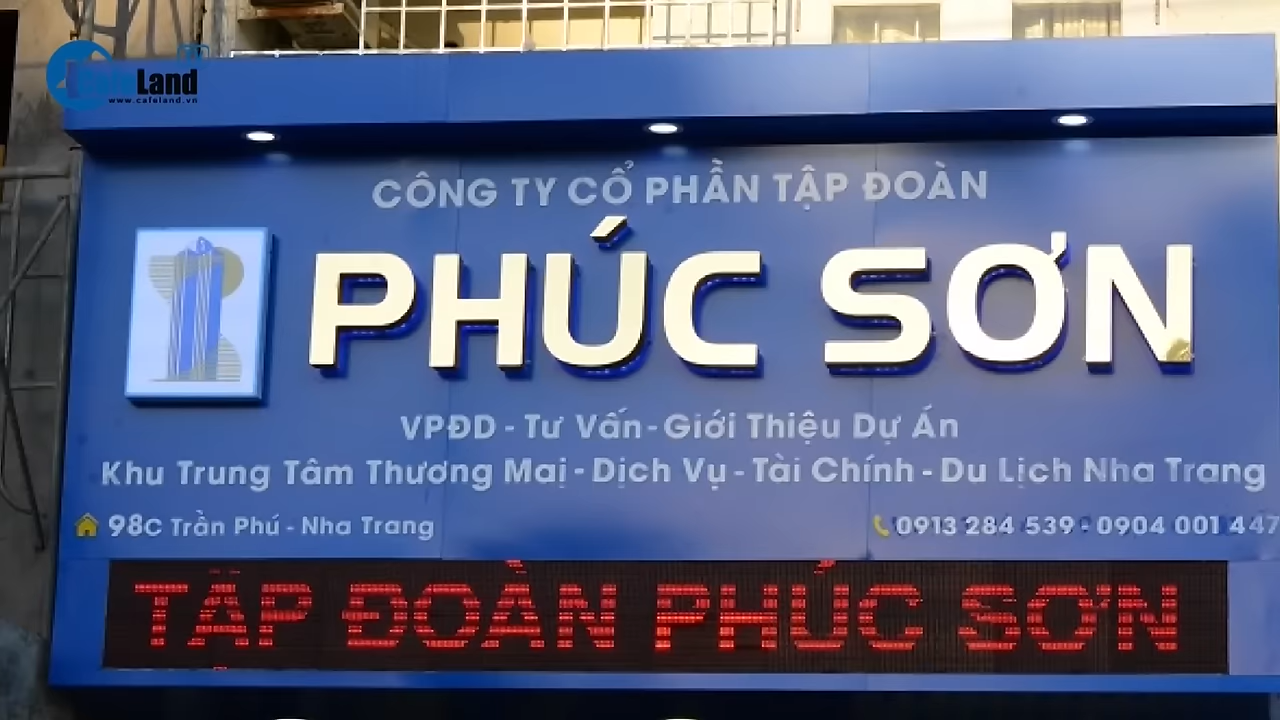 CafeLand
www.cafeland.vn
CÔNG TY CỔ PHẦN TẬP ĐOÀN
PHÚC SƠN
VPĐD - Tư Vấn - Giới Thiệu Dự Án
Khu Trung Tâm Thương Mại - Dịch Vụ - Tài Chính - Du Lịch Nha Trang
98C Trần Phú - Nha Trang
0913 284 539 - 0904 001 447
TẬP ĐOÀN PHÚC SƠN